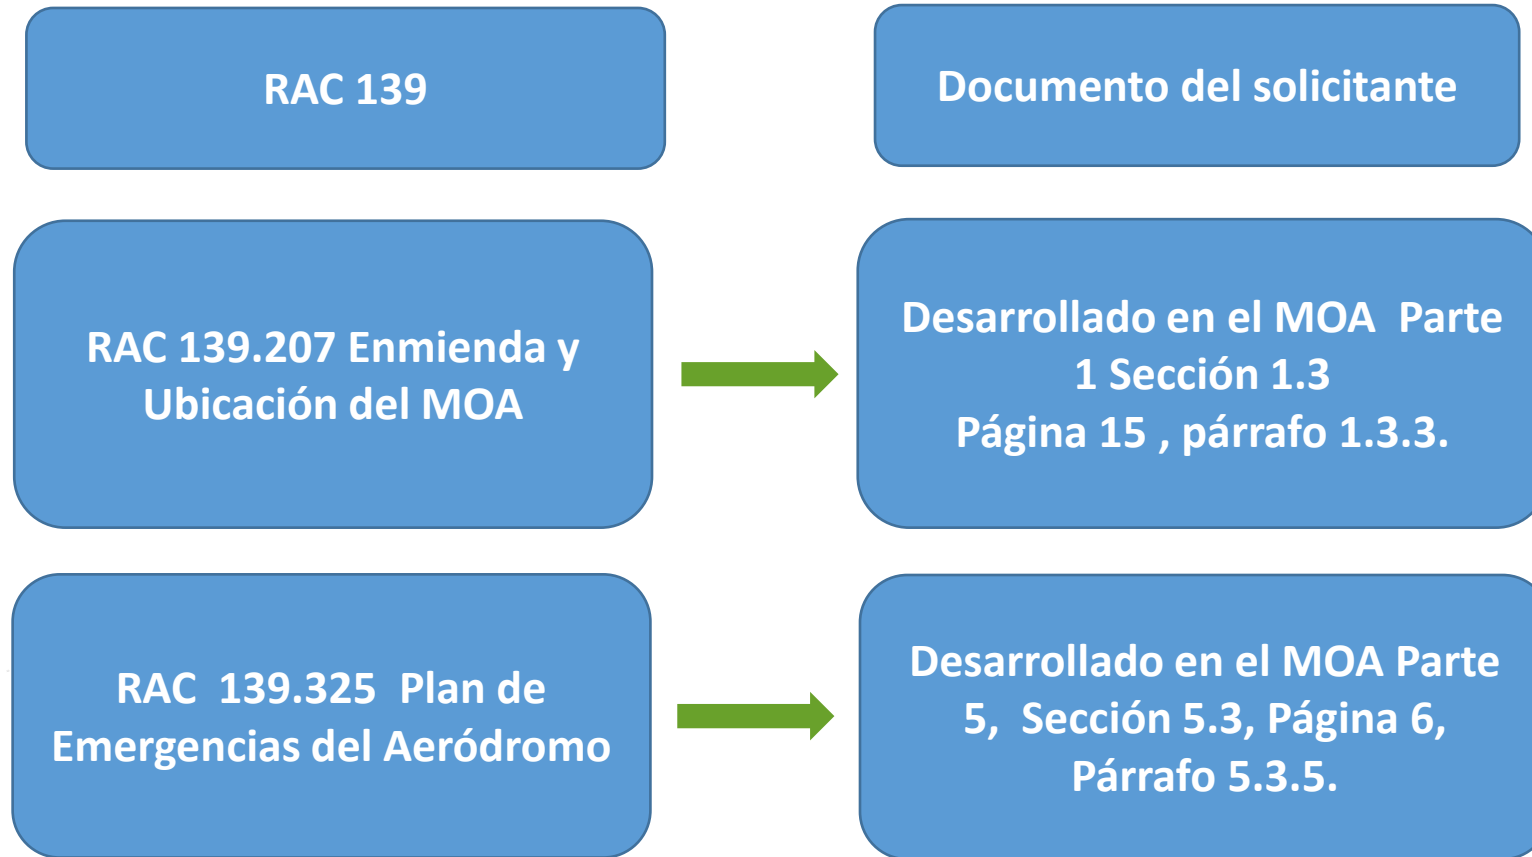 RAC 139
Documento del solicitante
RAC 139.207 Enmienda y
Ubicación del MOA
Desarrollado en el MOA  Parte
1 Sección 1.3
Página 15 , párrafo 1.3.3.
RAC  139.325  Plan de
Emergencias del Aeródromo
Desarrollado en el MOA Parte
5,  Sección 5.3, Página 6,
Párrafo 5.3.5.